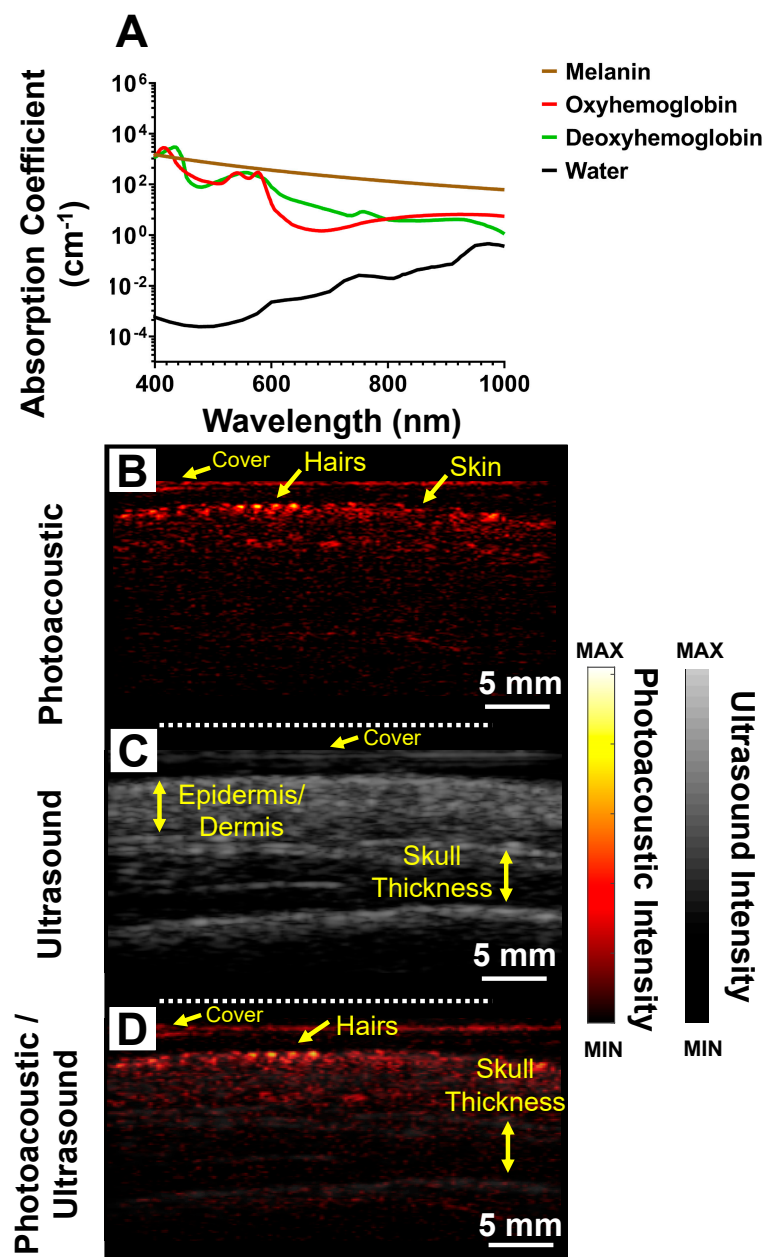 A
Absorption Coefficient
(cm-1)
10^6
10^4
10^2
10^0
10^-2
10^-4
400
600
800
1000
Wavelength (nm)
Melanin
Oxyhemoglobin
Deoxyhemoglobin
Water
B
Cover
Hairs
Skin
Photoacoustic
5 mm
C
Cover
Epidermis/
Dermis
Skull
Thickness
Ultrasound
5 mm
D
Cover
Hairs
Skull
Thickness
Photoacoustic /
Ultrasound
5 mm
MAX
Photoacoustic Intensity
MIN
MAX
Ultrasound Intensity
MIN